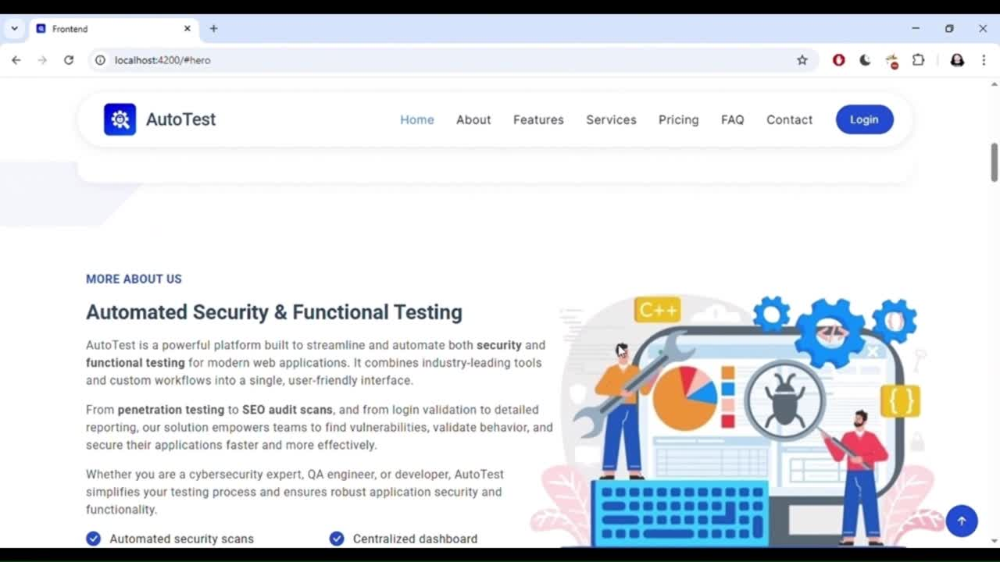 Frontend
localhost:4200/#hero
AutoTest
Home
About
Features
Services
Pricing
FAQ
Contact
Login
MORE ABOUT US
Automated Security & Functional Testing
AutoTest is a powerful platform built to streamline and automate both security and
functional testing for modern web applications. It combines industry-leading tools
and custom workflows into a single, user-friendly interface.
From penetration testing to SEO audit scans, and from login validation to detailed
reporting, our solution empowers teams to find vulnerabilities, validate behavior, and
secure their applications faster and more effectively.
Whether you are a cybersecurity expert, QA engineer, or developer, AutoTest
simplifies your testing process and ensures robust application security and
functionality.
Automated security scans
Centralized dashboard
C++
</>
{ }